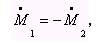 Ṁ₁ = −Ṁ₂,